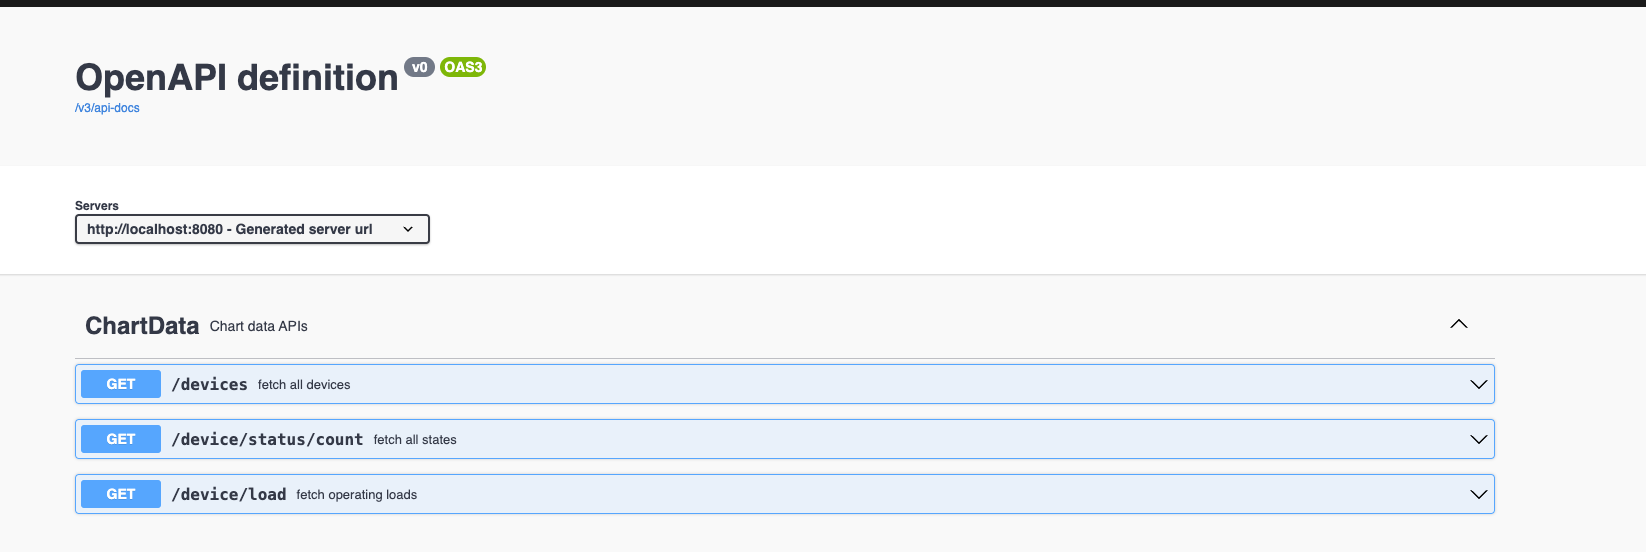 OpenAPI definition v0 OAS3
/v3/api-docs
Servers
http://localhost:8080 - Generated server url
ChartData Chart data APIs
GET /devices fetch all devices
GET /device/status/count fetch all states
GET /device/load fetch operating loads